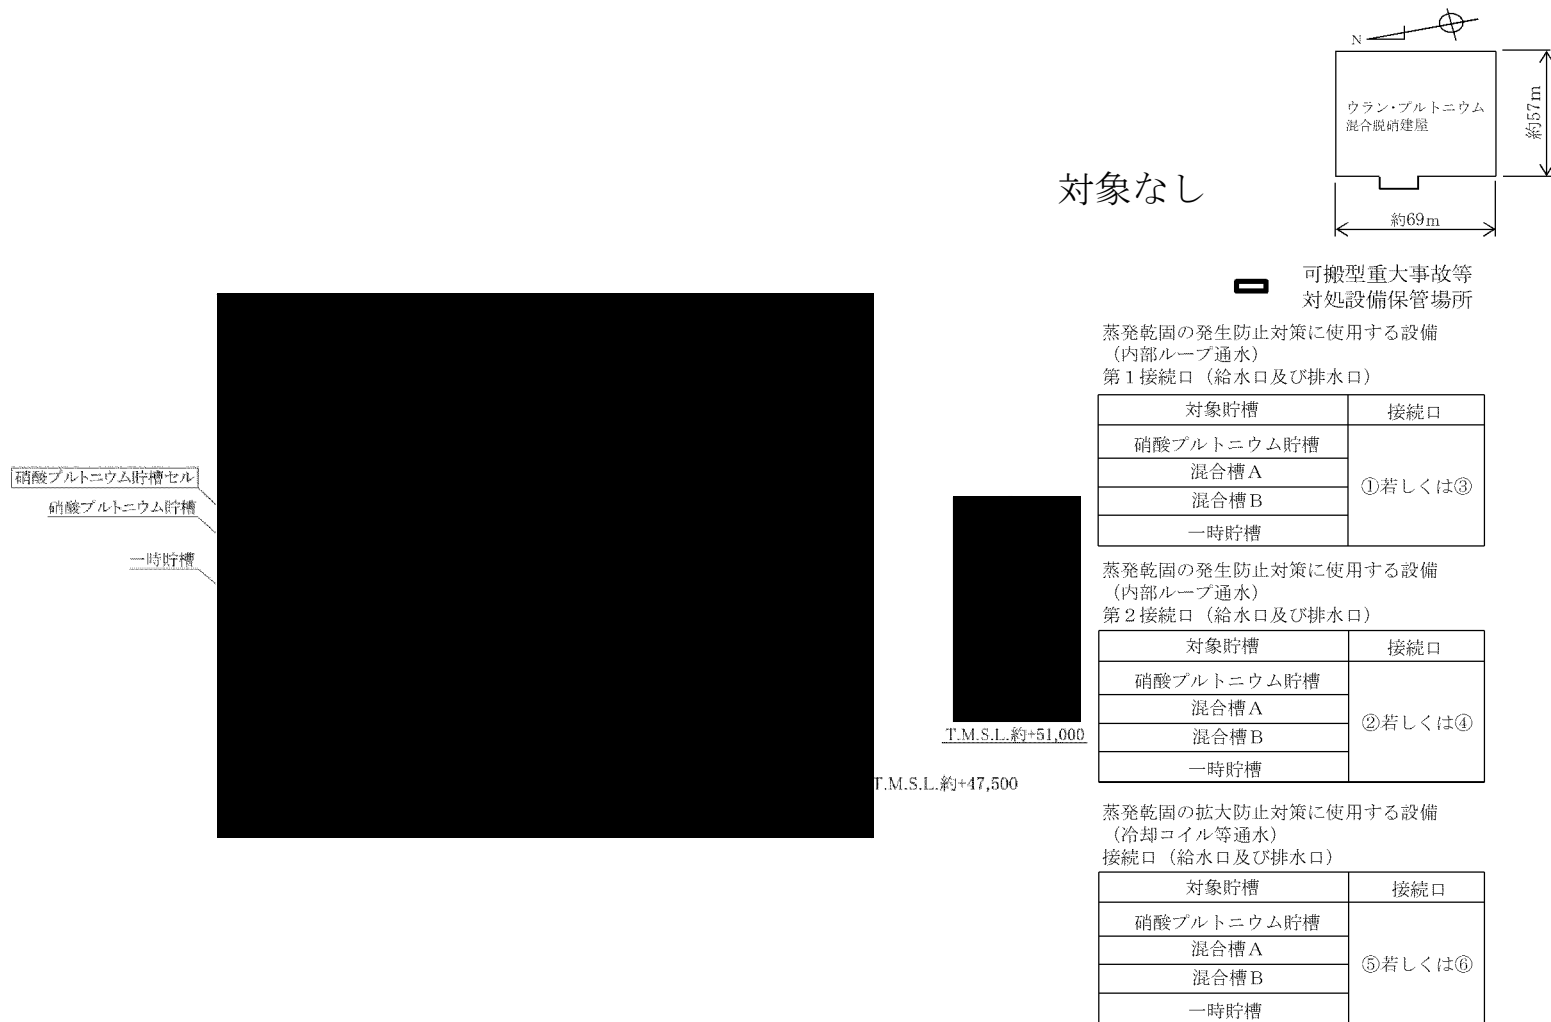 N
ウラン・プルトニウム
混合脱硝建屋
約57m
約69m
対象なし
可搬型重大事故等
対処設備保管場所
蒸発乾固の発生防止対策に使用する設備
（内部ループ通水）
第１接続口（給水口及び排水口）
対象貯槽 接続口
硝酸プルトニウム貯槽
混合槽Ａ
①若しくは③
混合槽Ｂ
一時貯槽
硝酸プルトニウム貯槽セル
硝酸プルトニウム貯槽
一時貯槽
T.M.S.L.約+51,000
T.M.S.L.約+47,500
蒸発乾固の発生防止対策に使用する設備
（内部ループ通水）
第２接続口（給水口及び排水口）
対象貯槽 接続口
硝酸プルトニウム貯槽
混合槽Ａ
②若しくは④
混合槽Ｂ
一時貯槽
蒸発乾固の拡大防止対策に使用する設備
（冷却コイル等通水）
接続口（給水口及び排水口）
対象貯槽 接続口
硝酸プルトニウム貯槽
混合槽Ａ
⑤若しくは⑥
混合槽Ｂ
一時貯槽